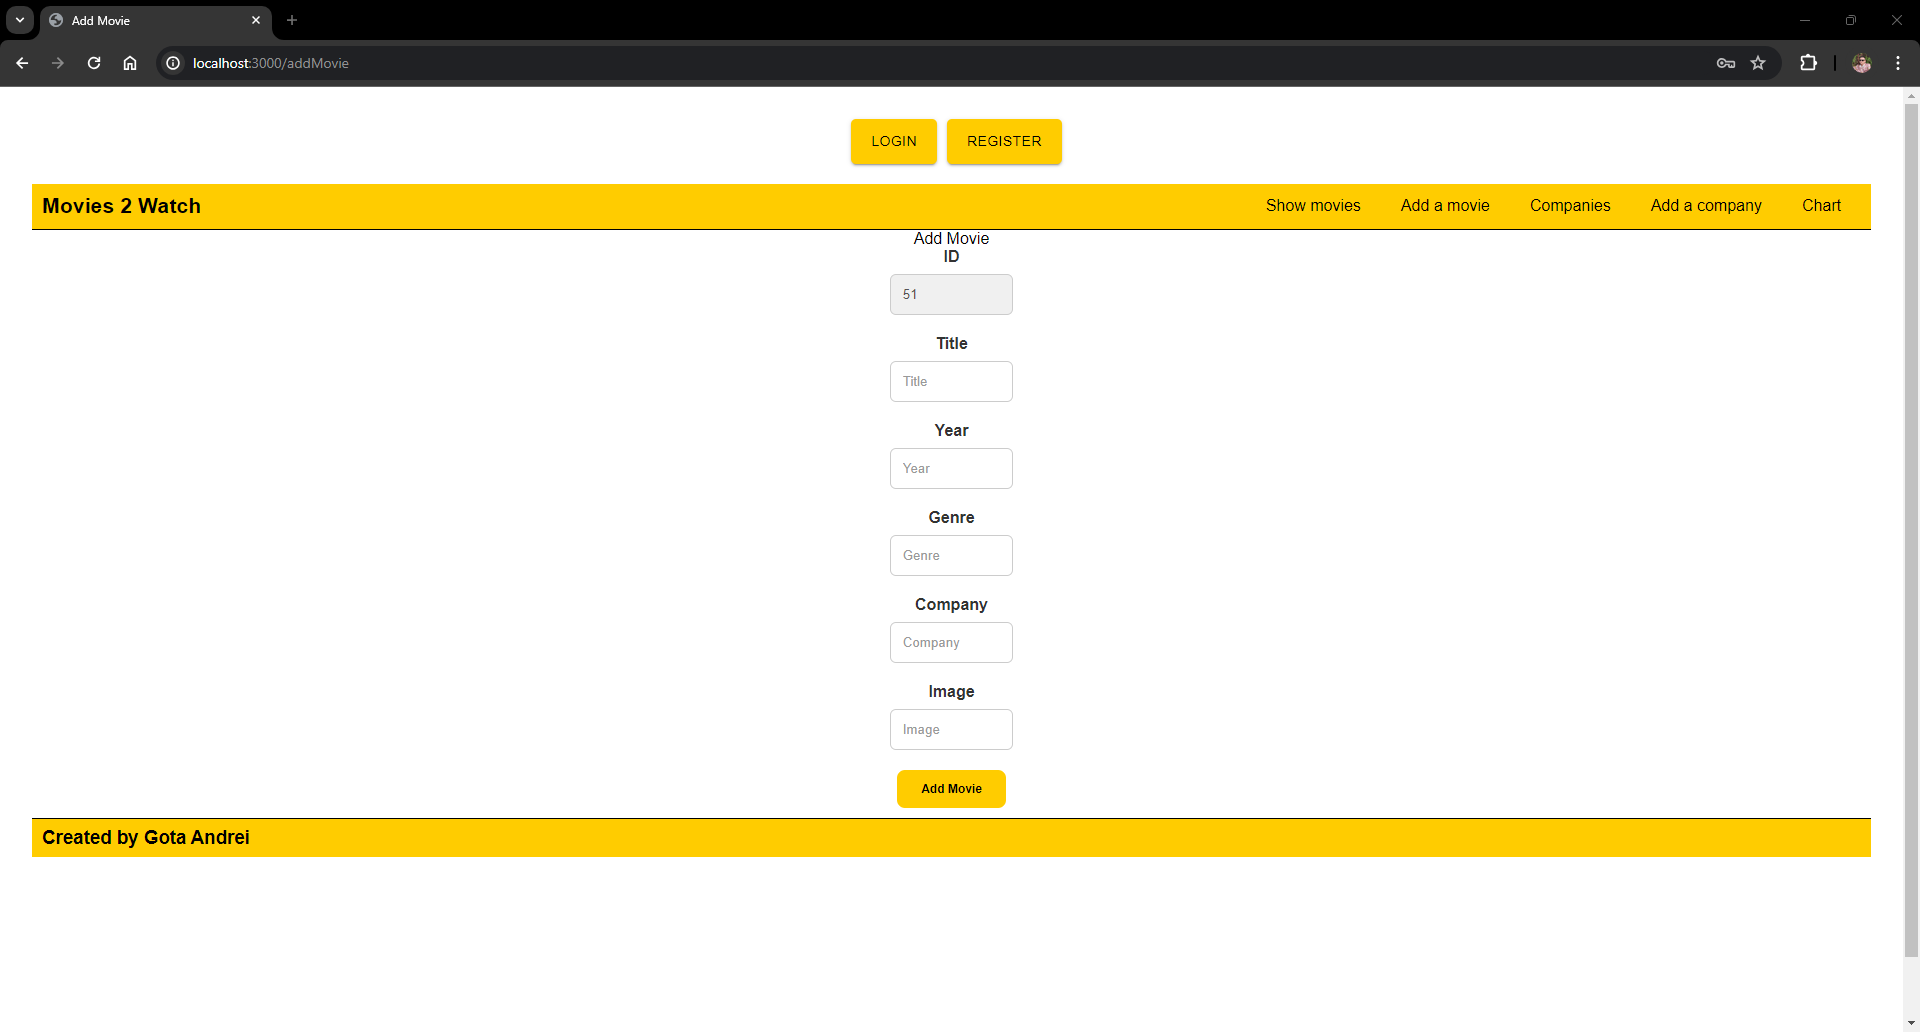 Add Movie
localhost:3000/addMovie
LOGIN REGISTER
Movies 2 Watch Show movies Add a movie Companies Add a company Chart
Add Movie
ID
51
Title
Title
Year
Year
Genre
Genre
Company
Company
Image
Image
Add Movie
Created by Gota Andrei